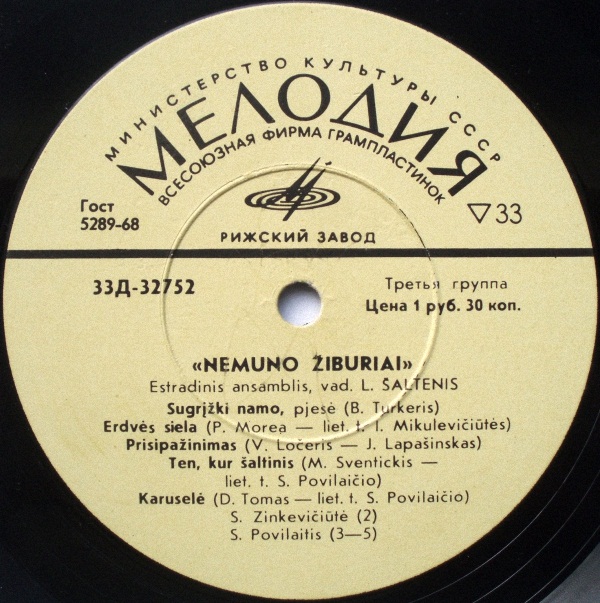 МИНИСТЕРСТВО КУЛЬТУРЫ СССР
МЕЛОДИЯ
ВСЕСОЮЗНАЯ ФИРМА ГРАМПЛАСТИНОК
Гост
5289-68
▽33
РИЖСКИЙ ЗАВОД
33Д-32752
Третья группа
Цена 1 руб. 30 коп.
«NEMUNO ŽIBURIAI»
Estradinis ansamblis, vad. L. ŠALTENIS
Sugrįžki namo, pjesė (B. Turkeris)
Erdvės siela (P. Morea — liet. t. I. Mikulevičiūtės)
Prisipažinimas (V. Ločeris — J. Lapašinskas)
Ten, kur šaltinis (M. Sventickis —
liet. t. S. Povilaičio)
Karuselė (D. Tomas — liet. t. S. Povilaičio)
S. Zinkevičiūtė (2)
S. Povilaitis (3—5)